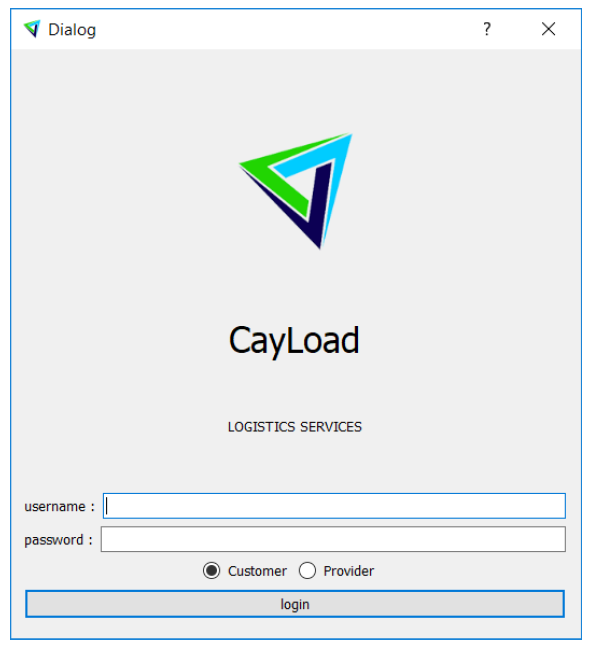 Dialog ?
CayLoad
LOGISTICS SERVICES
username :
password :
Customer Provider
login